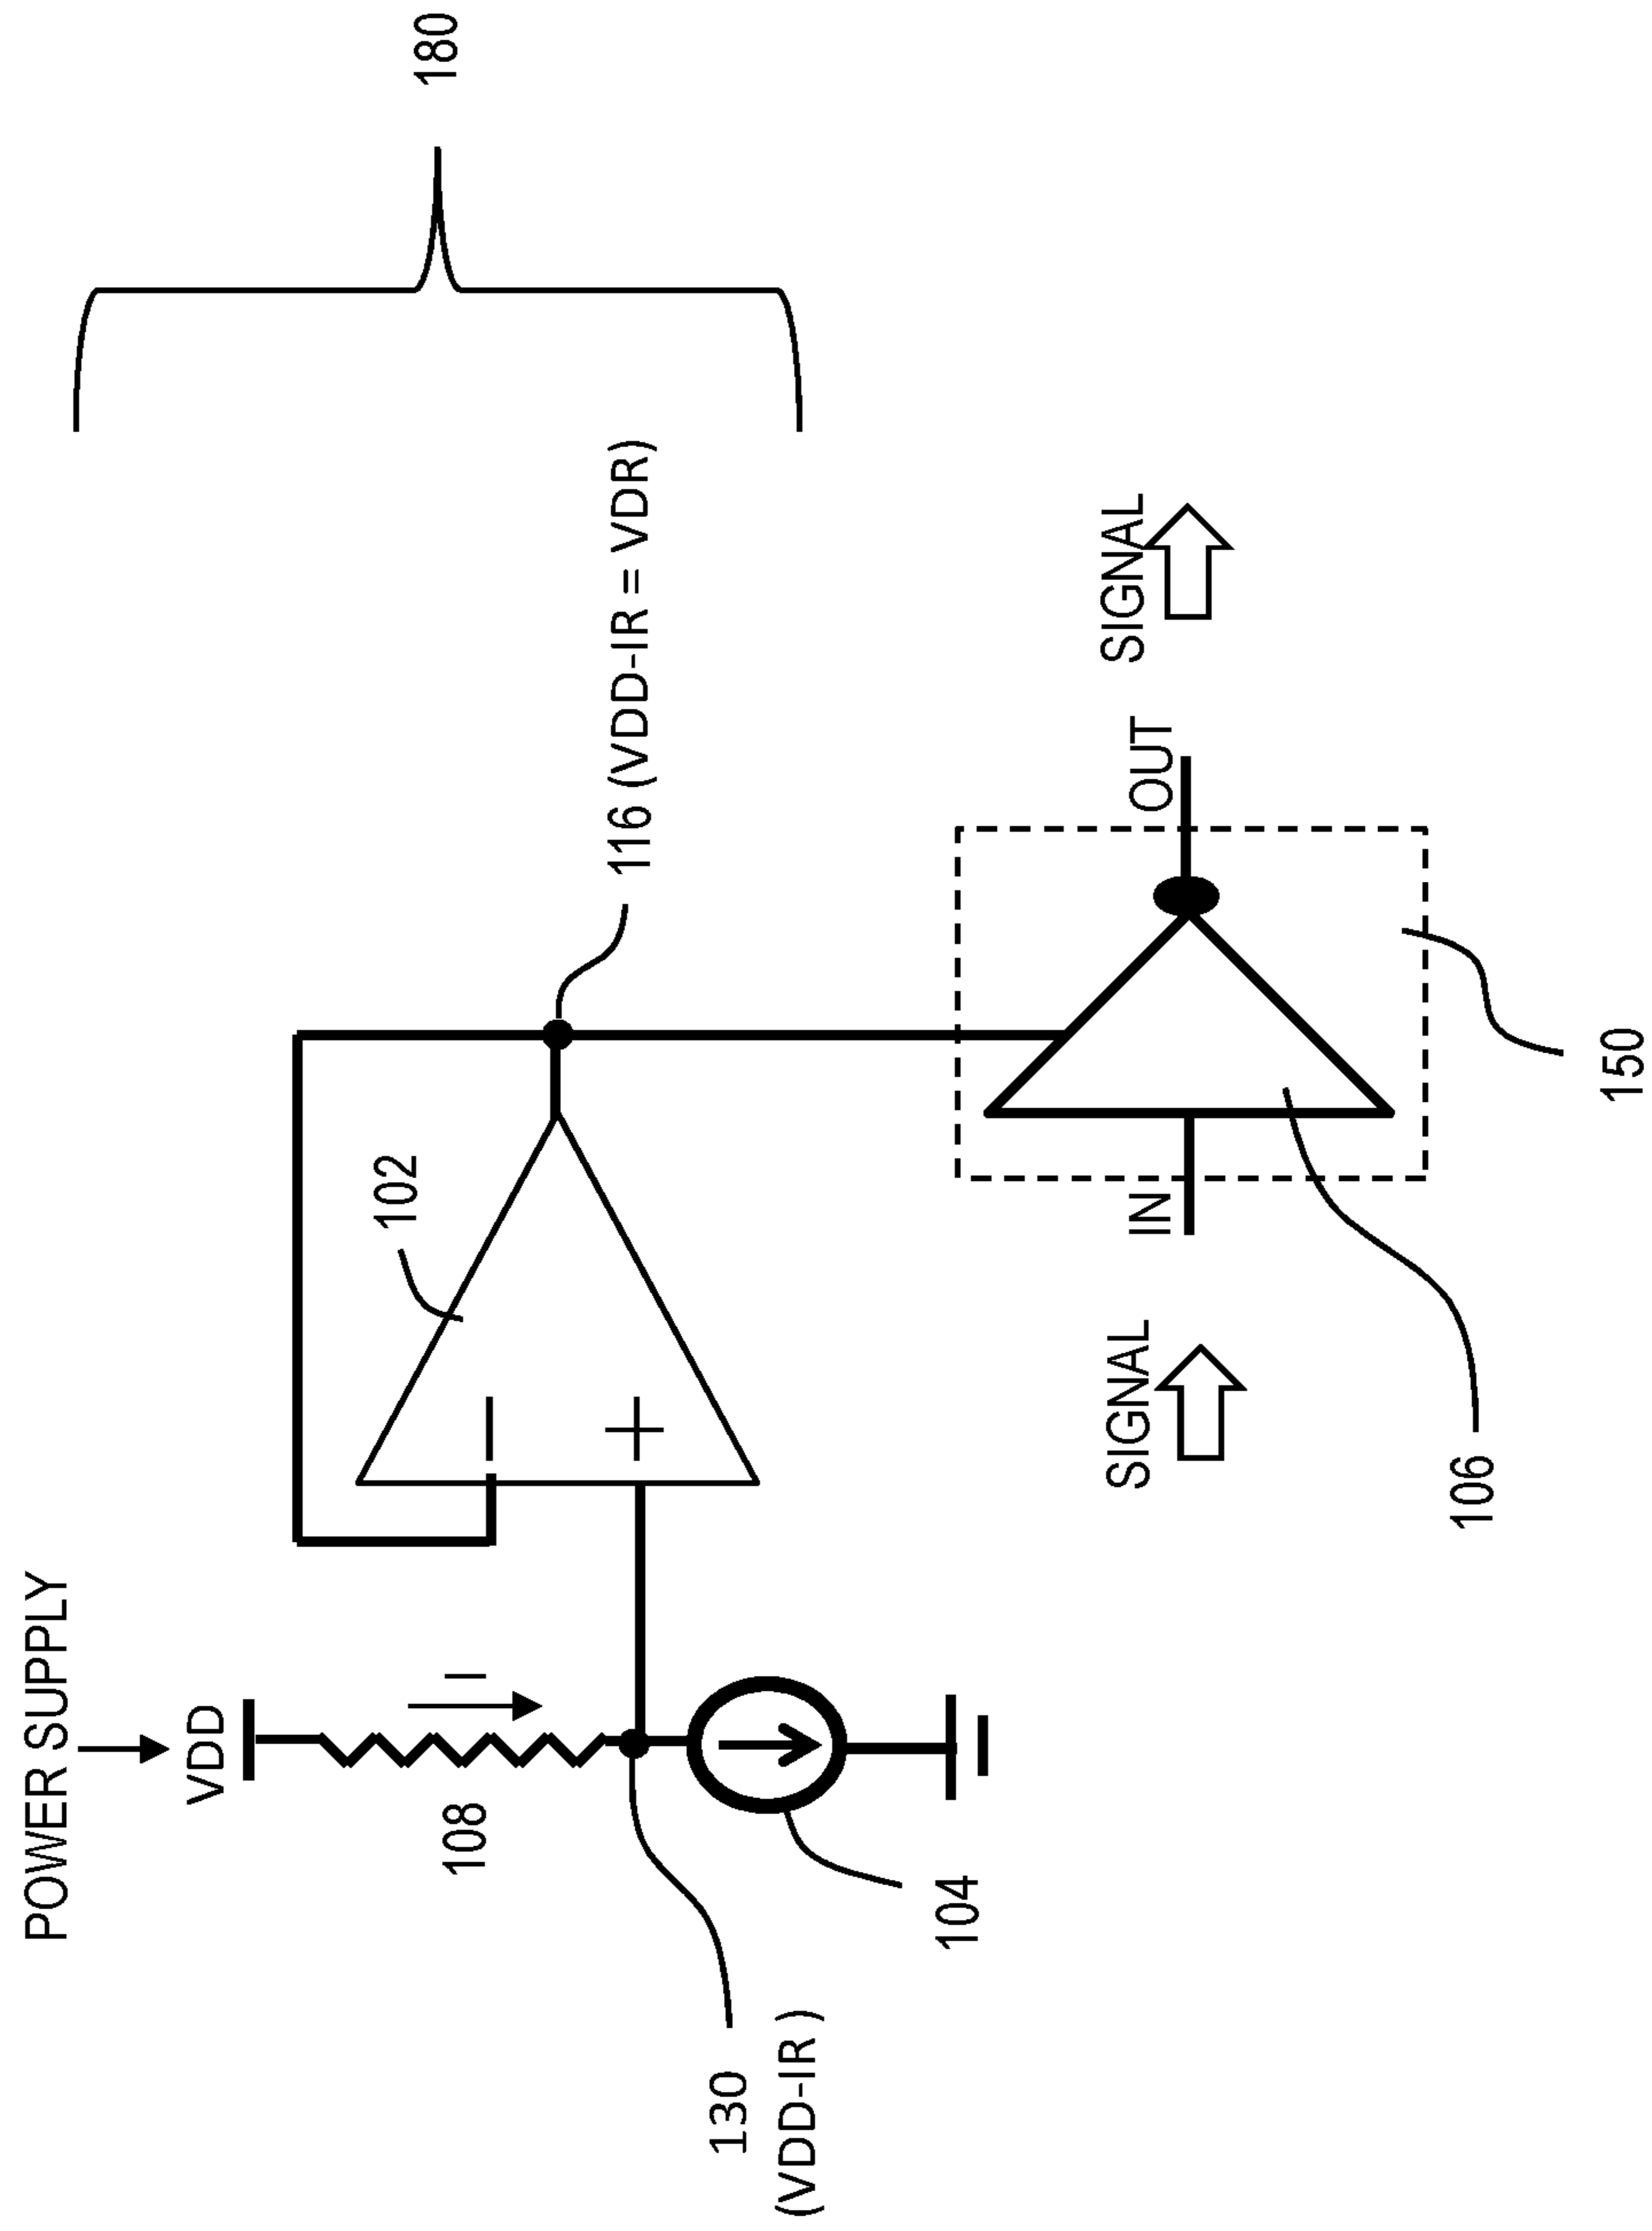 POWER SUPPLY
VDD
180
102
108
I
−
+
116 (VDD-IR = VDR)
130
(VDD-IR )
104
SIGNAL
IN
OUT
SIGNAL
106
150